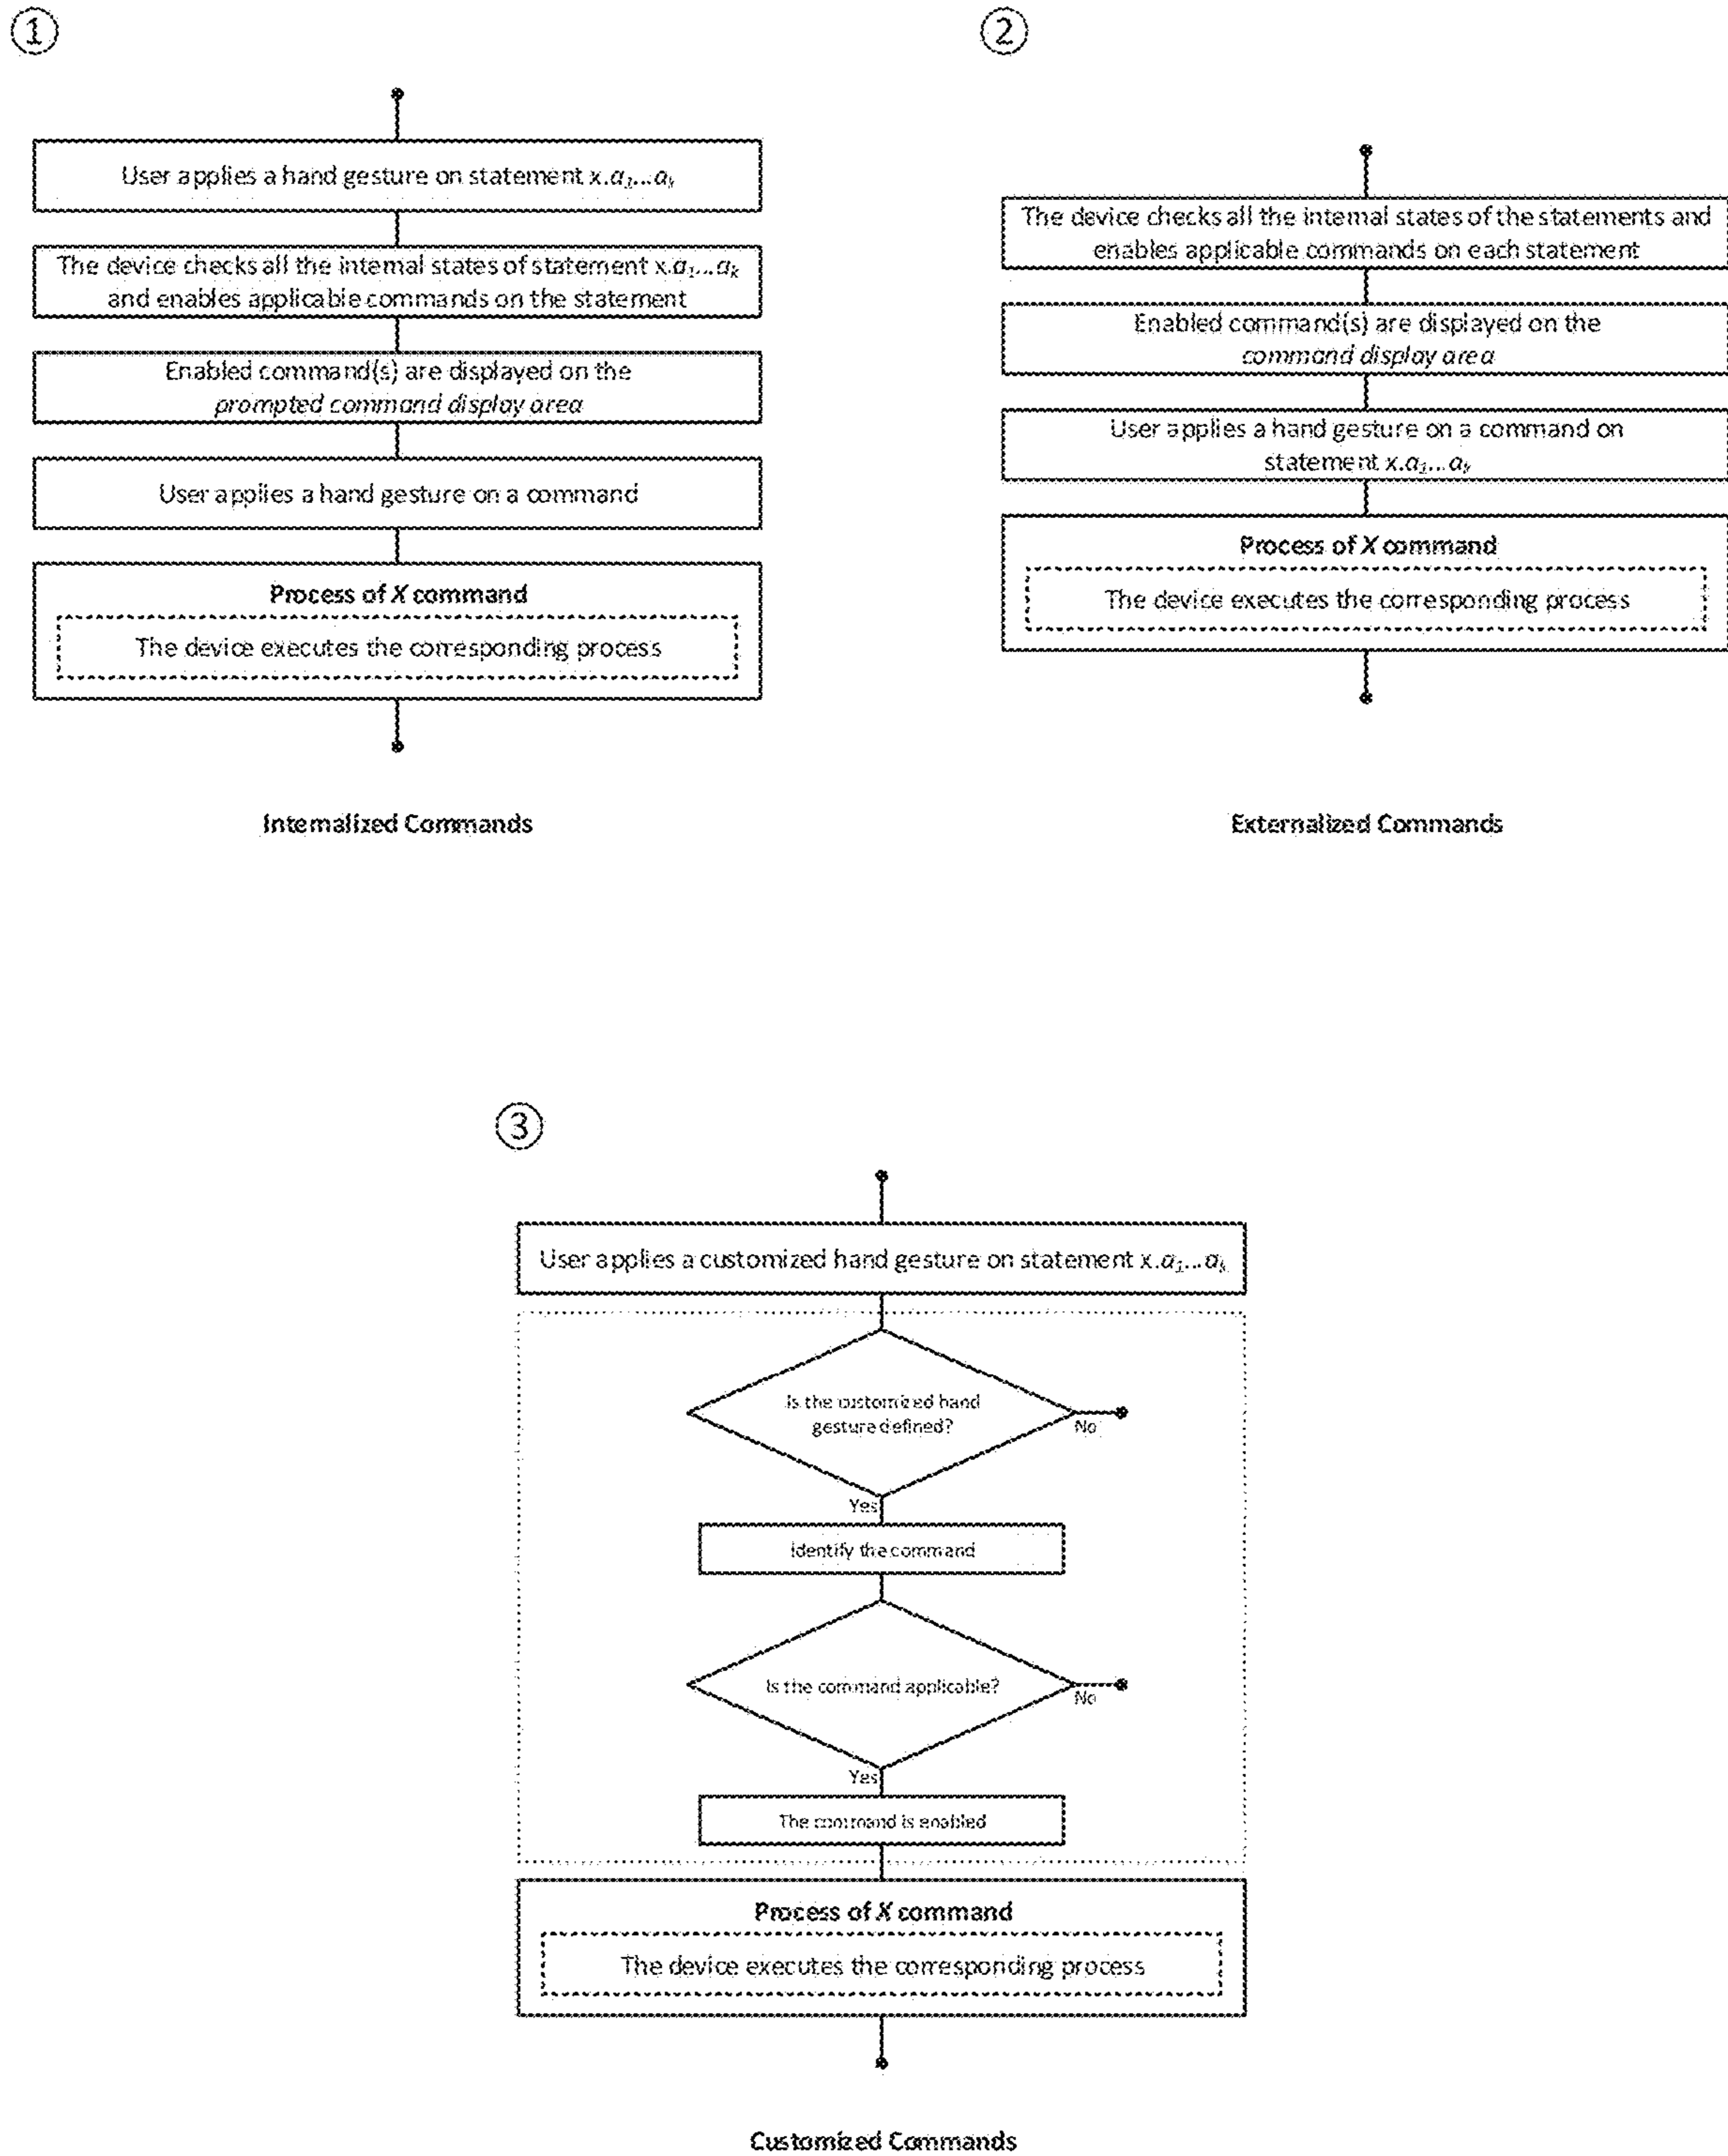 ①
User applies a hand gesture on statement x.a₁...aₖ
The device checks all the internal states of statement x.a₁...aₖ
and enables applicable commands on the statement
Enabled command(s) are displayed on the
prompted command display area
User applies a hand gesture on a command
Process of X command
The device executes the corresponding process
Internalized Commands
②
The device checks all the internal states of the statements and
enables applicable commands on each statement
Enabled command(s) are displayed on the
command display area
User applies a hand gesture on a command on
statement x.a₁...aₖ
Process of X command
The device executes the corresponding process
Externalized Commands
③
User applies a customized hand gesture on statement x.a₁...aₖ
Is the customized hand
gesture defined?
No
Yes
Identify the command
Is the command applicable?
No
Yes
The command is enabled
Process of X command
The device executes the corresponding process
Customized Commands